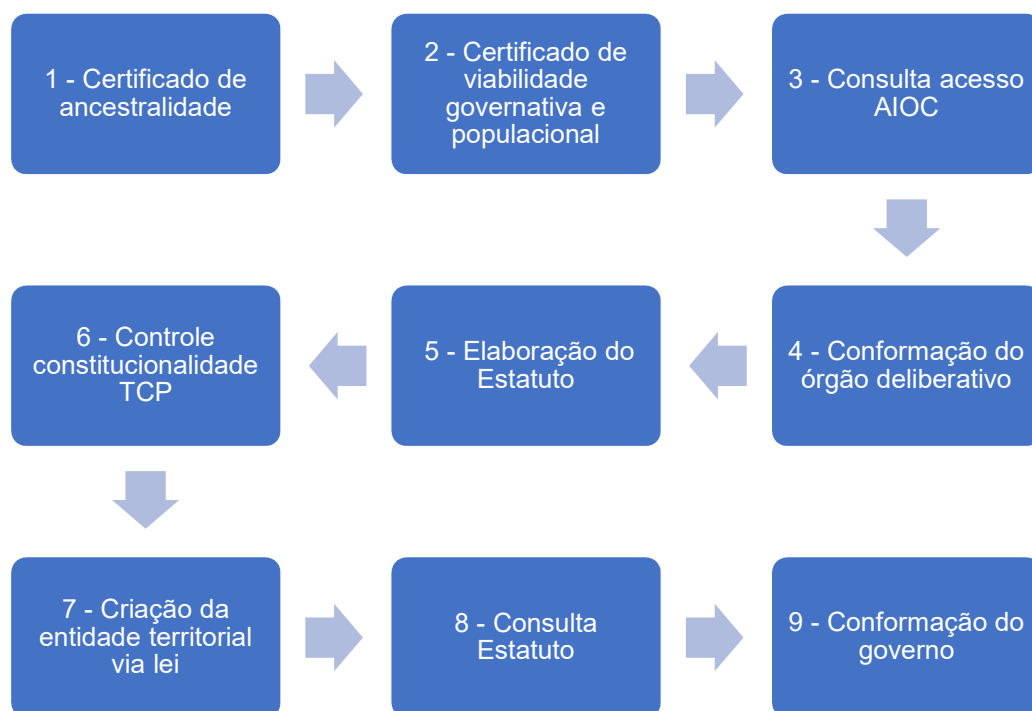 1 - Certificado de
ancestralidade
2 - Certificado de
viabilidade
governativa e
populacional
3 - Consulta acesso
AIOC
4 - Conformação do
órgão deliberativo
5 - Elaboração do
Estatuto
6 - Controle
constitucionalidade
TCP
7 - Criação da
entidade territorial
via lei
8 - Consulta
Estatuto
9 - Conformação do
governo